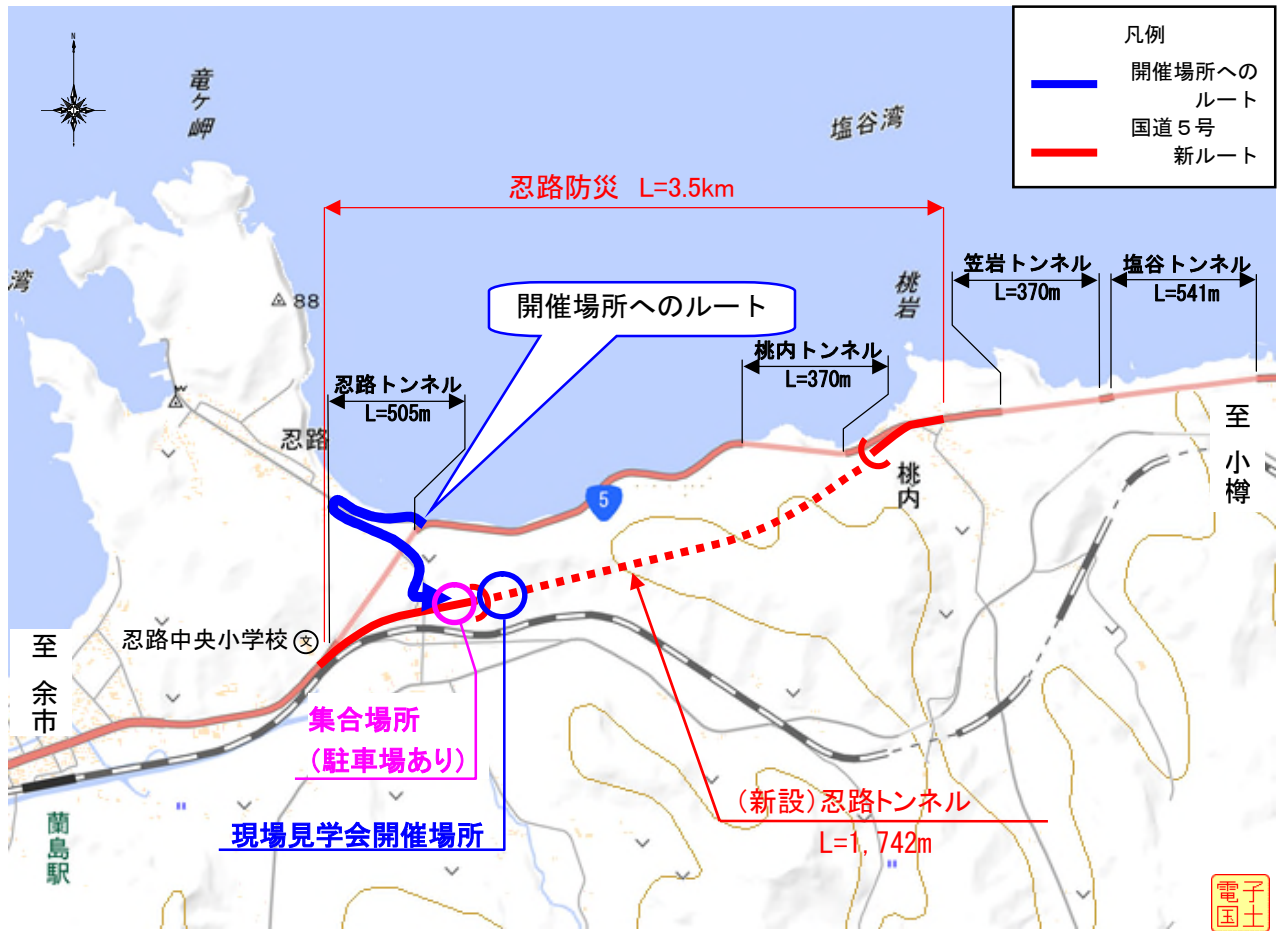 N
凡例
開催場所への
ルート
国道５号
新ルート
竜ヶ岬
塩谷湾
忍路防災 L=3.5km
湾
88
開催場所へのルート
桃岩
笠岩トンネル
L=370m
塩谷トンネル
L=541m
桃内トンネル
L=370m
忍路トンネル
L=505m
忍路
至小樽
桃内
5
忍路中央小学校
文
至余市
集合場所
(駐車場あり)
現場見学会開催場所
(新設)忍路トンネル
L=1,742m
蘭島駅
電子
国土